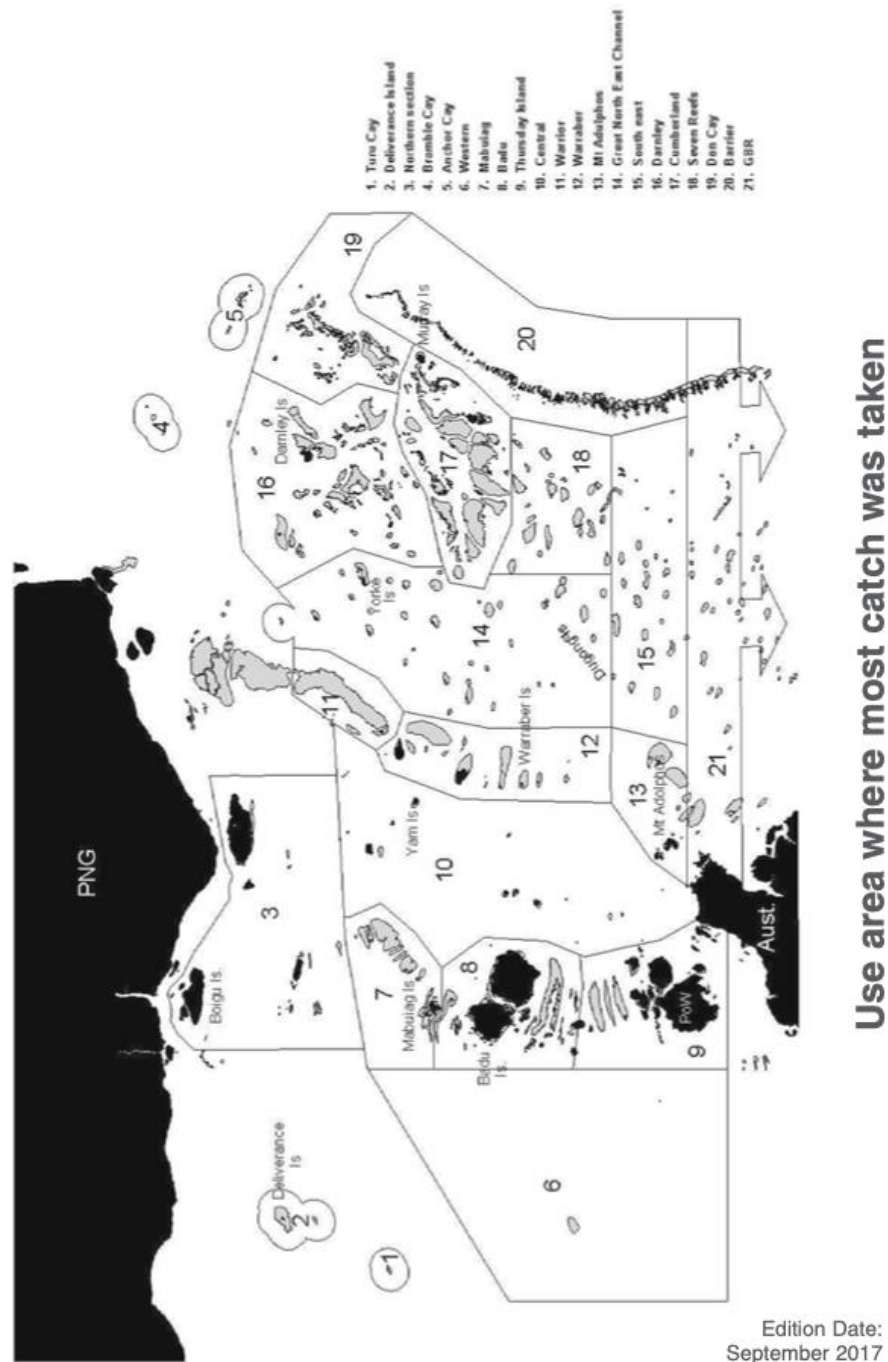 PNG
Aust.
Boigu Is.
Deliverance
Is
Mabuiag Is
Badu
Is.
PoW
Yam Is
Warraber Is
Mt Adolphus
Dugong Is
Yorke
Is
Darnley Is
Murray Is
1
2
3
4
5
6
7
8
9
10
11
12
13
14
15
16
17
18
19
20
21
1. Turu Cay
2. Deliverance Island
3. Northern section
4. Bramble Cay
5. Anchor Cay
6. Western
7. Mabuiag
8. Badu
9. Thursday Island
10. Central
11. Warrior
12. Warraber
13. Mt Adolphos
14. Great North East Channel
15. South east
16. Darnley
17. Cumberland
18. Seven Reefs
19. Don Cay
20. Barrier
21. GBR
Use area where most catch was taken
Edition Date:
September 2017